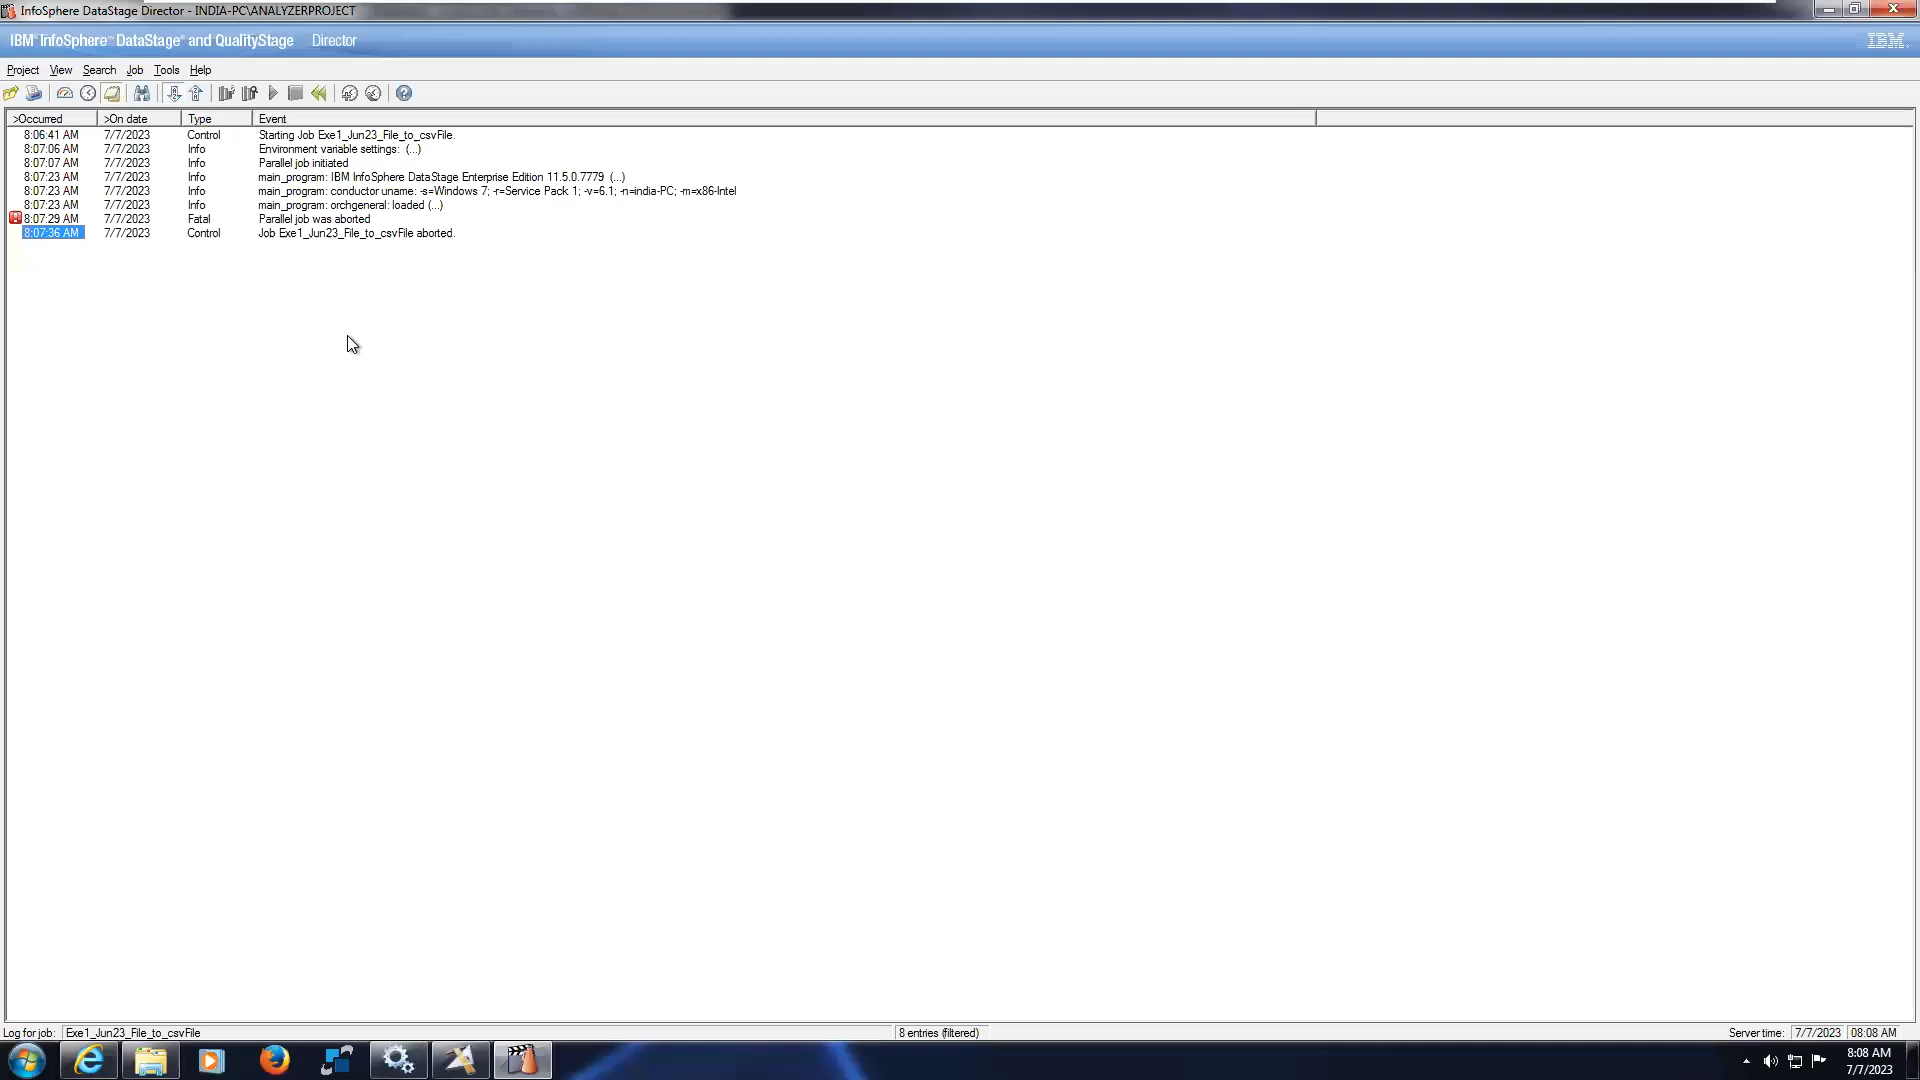 InfoSphere DataStage Director - INDIA-PC\ANALYZERPROJECT
IBM InfoSphere DataStage and QualityStage Director
IBM
Project View Search Job Tools Help
>Occurred >On date Type Event
8:06:41 AM 7/7/2023 Control Starting Job Exe1_Jun23_File_to_csvFile.
8:07:06 AM 7/7/2023 Info Environment variable settings: (...)
8:07:07 AM 7/7/2023 Info Parallel job initiated
8:07:23 AM 7/7/2023 Info main_program: IBM InfoSphere DataStage Enterprise Edition 11.5.0.7779 (...)
8:07:23 AM 7/7/2023 Info main_program: conductor uname: -s=Windows 7; -r=Service Pack 1; -v=6.1; -n=india-PC; -m=x86-Intel
8:07:23 AM 7/7/2023 Info main_program: orchgeneral: loaded (...)
8:07:29 AM 7/7/2023 Fatal Parallel job was aborted
8:07:36 AM 7/7/2023 Control Job Exe1_Jun23_File_to_csvFile aborted.
Log for job: Exe1_Jun23_File_to_csvFile 8 entries (filtered) Server time: 7/7/2023 08:08 AM
8:08 AM
7/7/2023